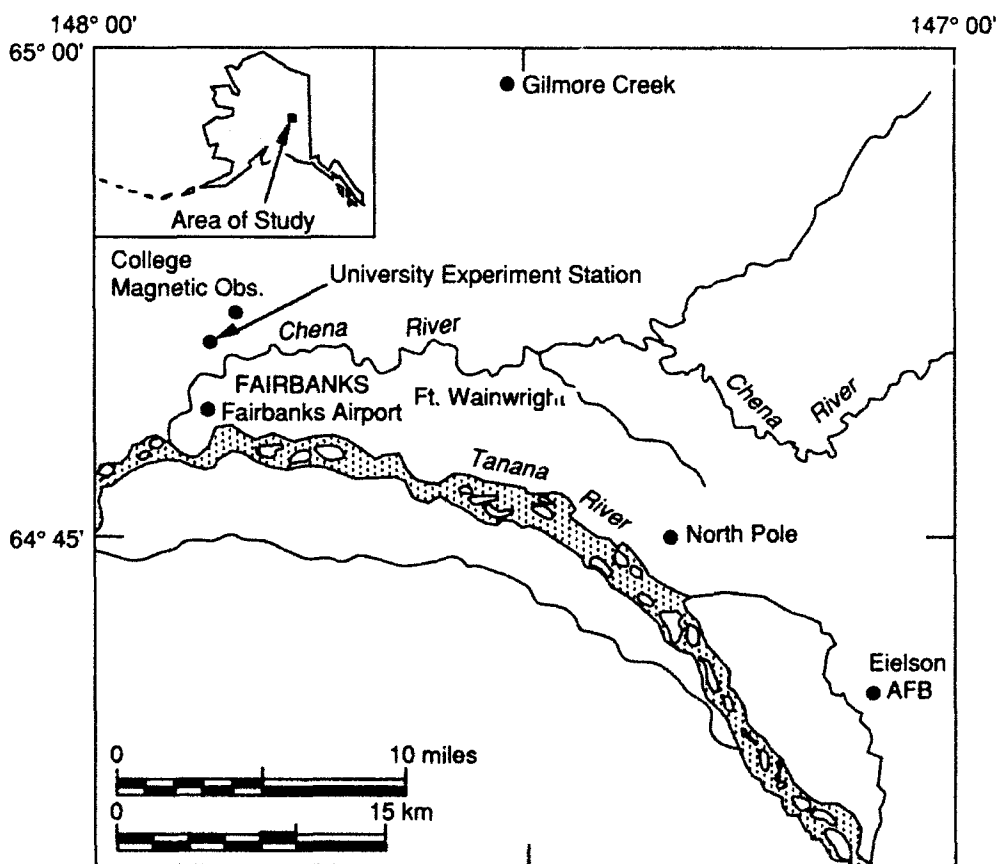 148° 00'
147° 00'
65° 00'
Gilmore Creek
Area of Study
College
Magnetic Obs.
University Experiment Station
Chena River
FAIRBANKS
Fairbanks Airport
Ft. Wainwright
Chena River
Tanana River
64° 45'
North Pole
Eielson
AFB
0 10 miles
0 15 km